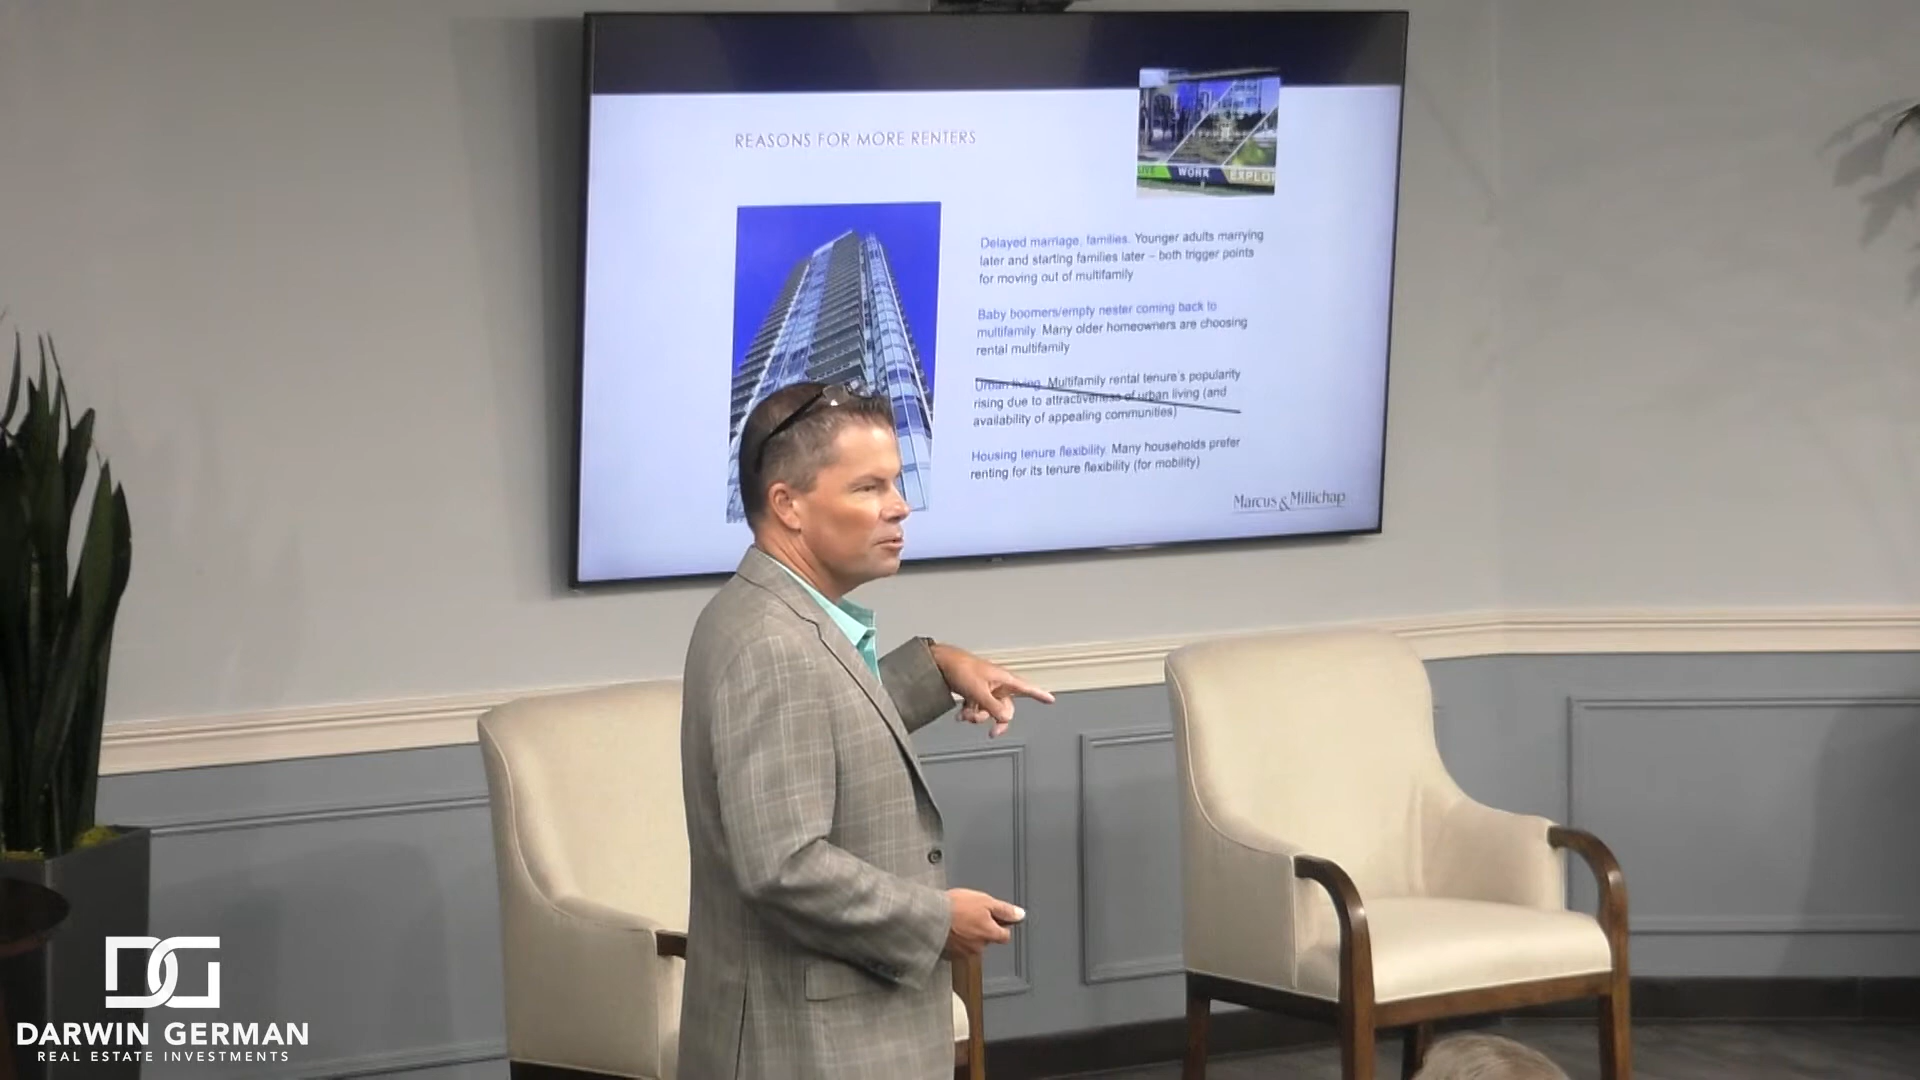 REASONS FOR MORE RENTERS
LIVE WORK EXPLO
Delayed marriage, families. Younger adults marrying
later and starting families later – both trigger points
for moving out of multifamily
Baby boomers/empty nester coming back to
multifamily. Many older homeowners are choosing
rental multifamily
Urban living. Multifamily rental tenure's popularity
rising due to attractiveness of urban living (and
availability of appealing communities)
Housing tenure flexibility. Many households prefer
renting for its tenure flexibility (for mobility)
Marcus & Millichap
DG
DARWIN GERMAN
REAL ESTATE INVESTMENTS